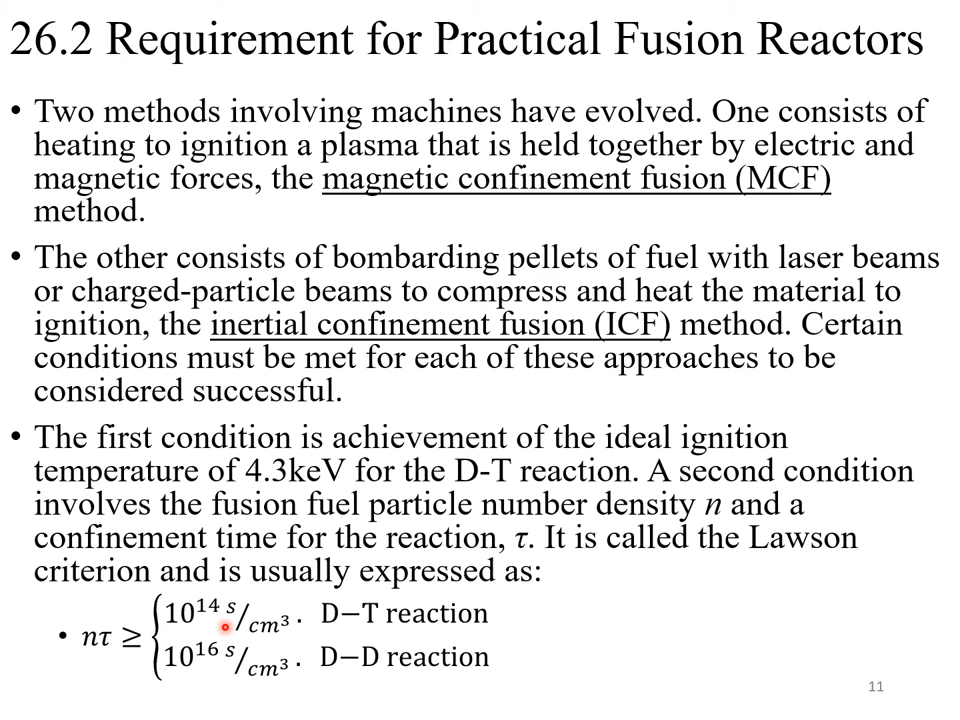 26.2 Requirement for Practical Fusion Reactors
• Two methods involving machines have evolved. One consists of
heating to ignition a plasma that is held together by electric and
magnetic forces, the magnetic confinement fusion (MCF)
method.
• The other consists of bombarding pellets of fuel with laser beams
or charged-particle beams to compress and heat the material to
ignition, the inertial confinement fusion (ICF) method. Certain
conditions must be met for each of these approaches to be
considered successful.
• The first condition is achievement of the ideal ignition
temperature of 4.3keV for the D-T reaction. A second condition
involves the fusion fuel particle number density n and a
confinement time for the reaction, τ. It is called the Lawson
criterion and is usually expressed as:
• nτ ≥ { 10¹⁴ s/cm³ . D−T reaction
10¹⁶ s/cm³ . D−D reaction
11